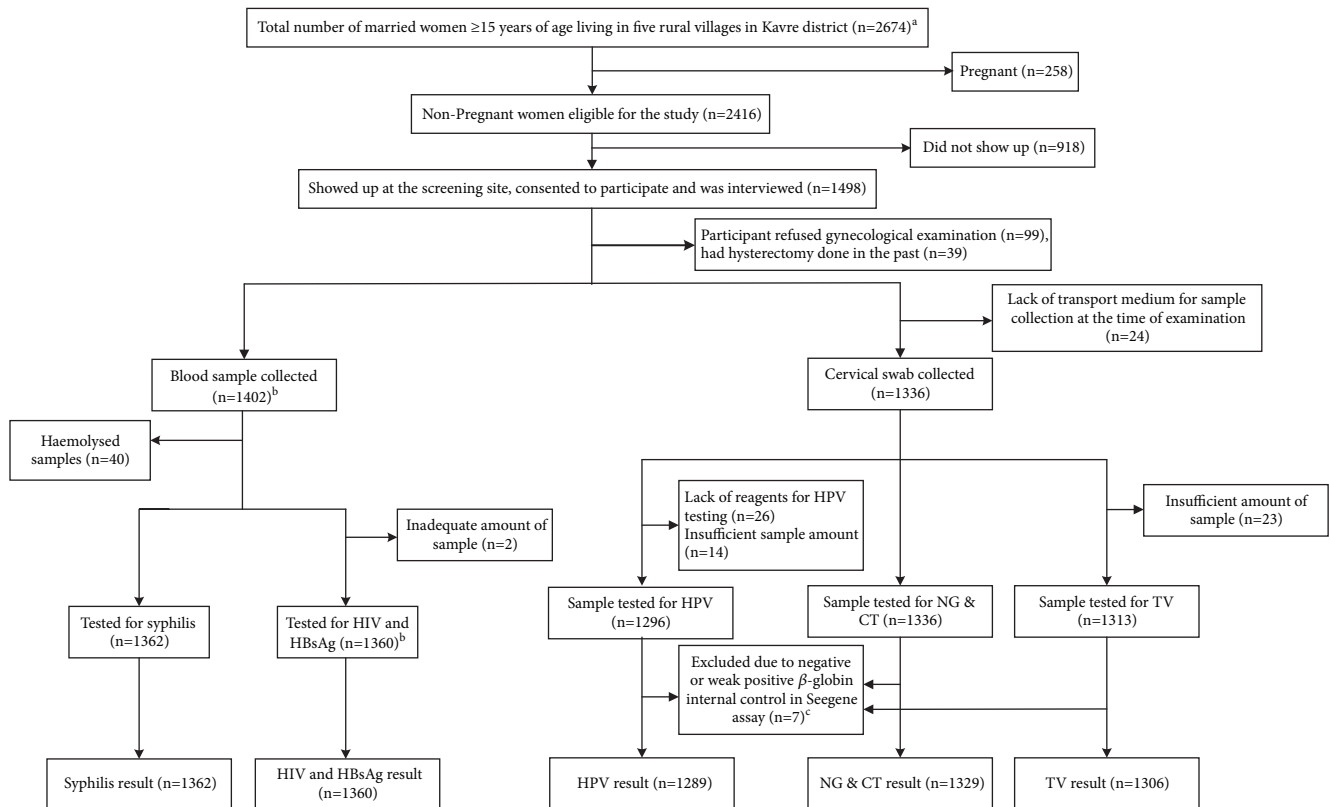 Total number of married women ≥15 years of age living in five rural villages in Kavre district (n=2674)a
Pregnant (n=258)
Non-Pregnant women eligible for the study (n=2416)
Did not show up (n=918)
Showed up at the screening site, consented to participate and was interviewed (n=1498)
Participant refused gynecological examination (n=99),
had hysterectomy done in the past (n=39)
Lack of transport medium for sample
collection at the time of examination
(n=24)
Blood sample collected
(n=1402)b
Cervical swab collected
(n=1336)
Haemolysed
samples (n=40)
Inadequate amount of
sample (n=2)
Lack of reagents for HPV
testing (n=26)
Insufficient sample amount
(n=14)
Insufficient amount of
sample (n=23)
Tested for syphilis
(n=1362)
Tested for HIV and
HBsAg (n=1360)b
Sample tested for HPV
(n=1296)
Sample tested for NG &
CT (n=1336)
Sample tested for TV
(n=1313)
Excluded due to negative
or weak positive β-globin
internal control in Seegene
assay (n=7)c
Syphilis result (n=1362)
HIV and HBsAg result
(n=1360)
HPV result (n=1289)
NG & CT result (n=1329)
TV result (n=1306)